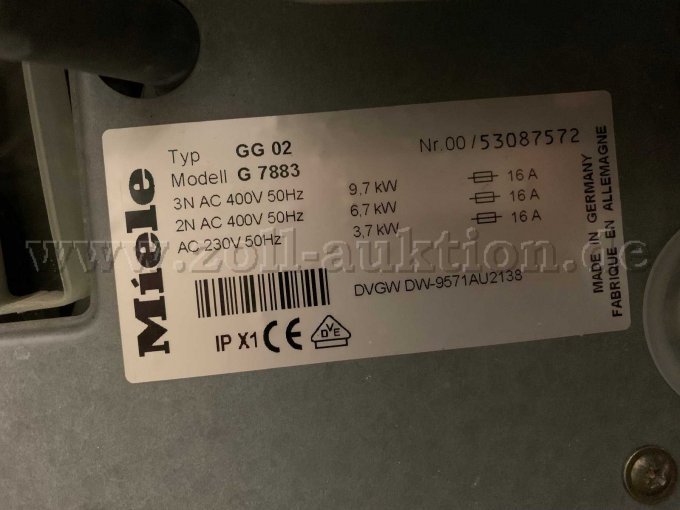 Miele
Typ GG 02 Nr.00/53087572
Modell G 7883
3N AC 400V 50Hz 9,7 kW 16 A
2N AC 400V 50Hz 6,7 kW 16 A
AC 230V 50Hz 3,7 kW 16 A
www.zoll-auktion.de
DVGW DW-9571AU2138
IP X1 CE DVE
MADE IN GERMANY
FABRIQUE EN ALLEMAGNE